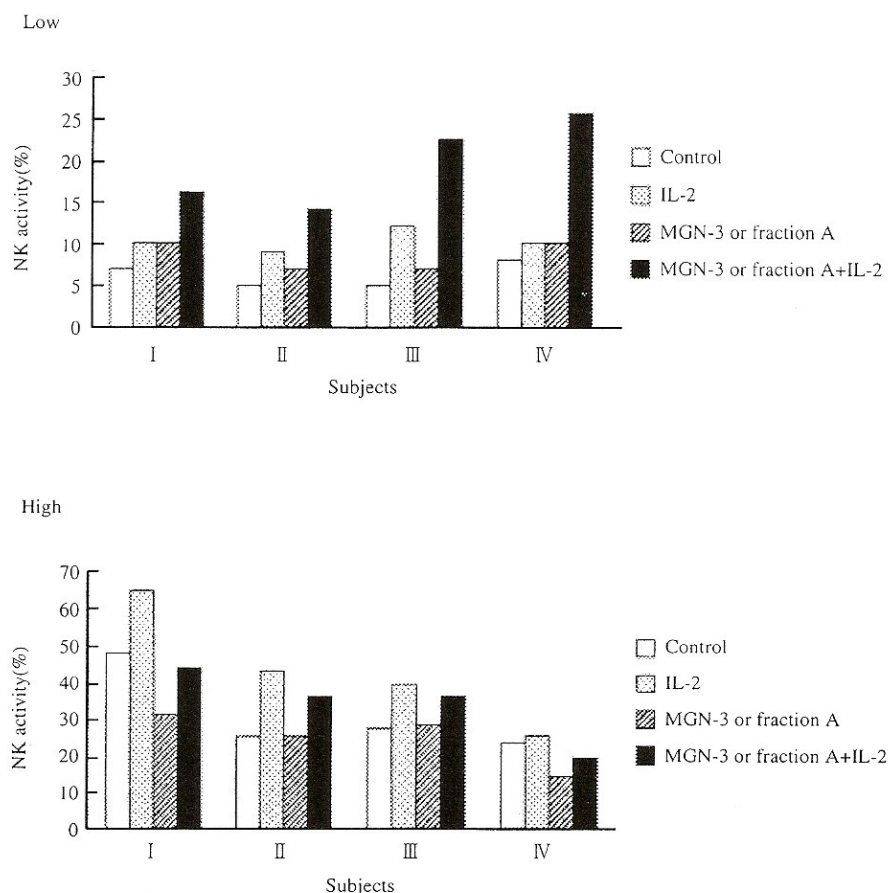 Low
NK activity(%)
30
25
20
15
10
5
0
I
II
III
IV
Subjects
Control
IL-2
MGN-3 or fraction A
MGN-3 or fraction A+IL-2
High
NK activity(%)
70
60
50
40
30
20
10
0
I
II
III
IV
Subjects
Control
IL-2
MGN-3 or fraction A
MGN-3 or fraction A+IL-2